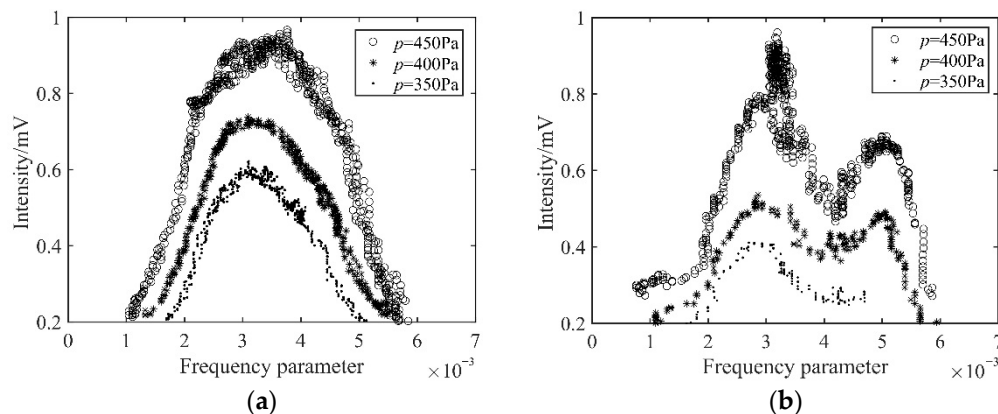 1
0.8
0.6
0.4
0.2
0 1 2 3 4 5 6 7
Intensity/mV
Frequency parameter
×10⁻³
○ p=450Pa
* p=400Pa
· p=350Pa
(a)
1
0.8
0.6
0.4
0.2
0 1 2 3 4 5 6 7
Intensity/mV
Frequency parameter
×10⁻³
○ p=450Pa
* p=400Pa
· p=350Pa
(b)